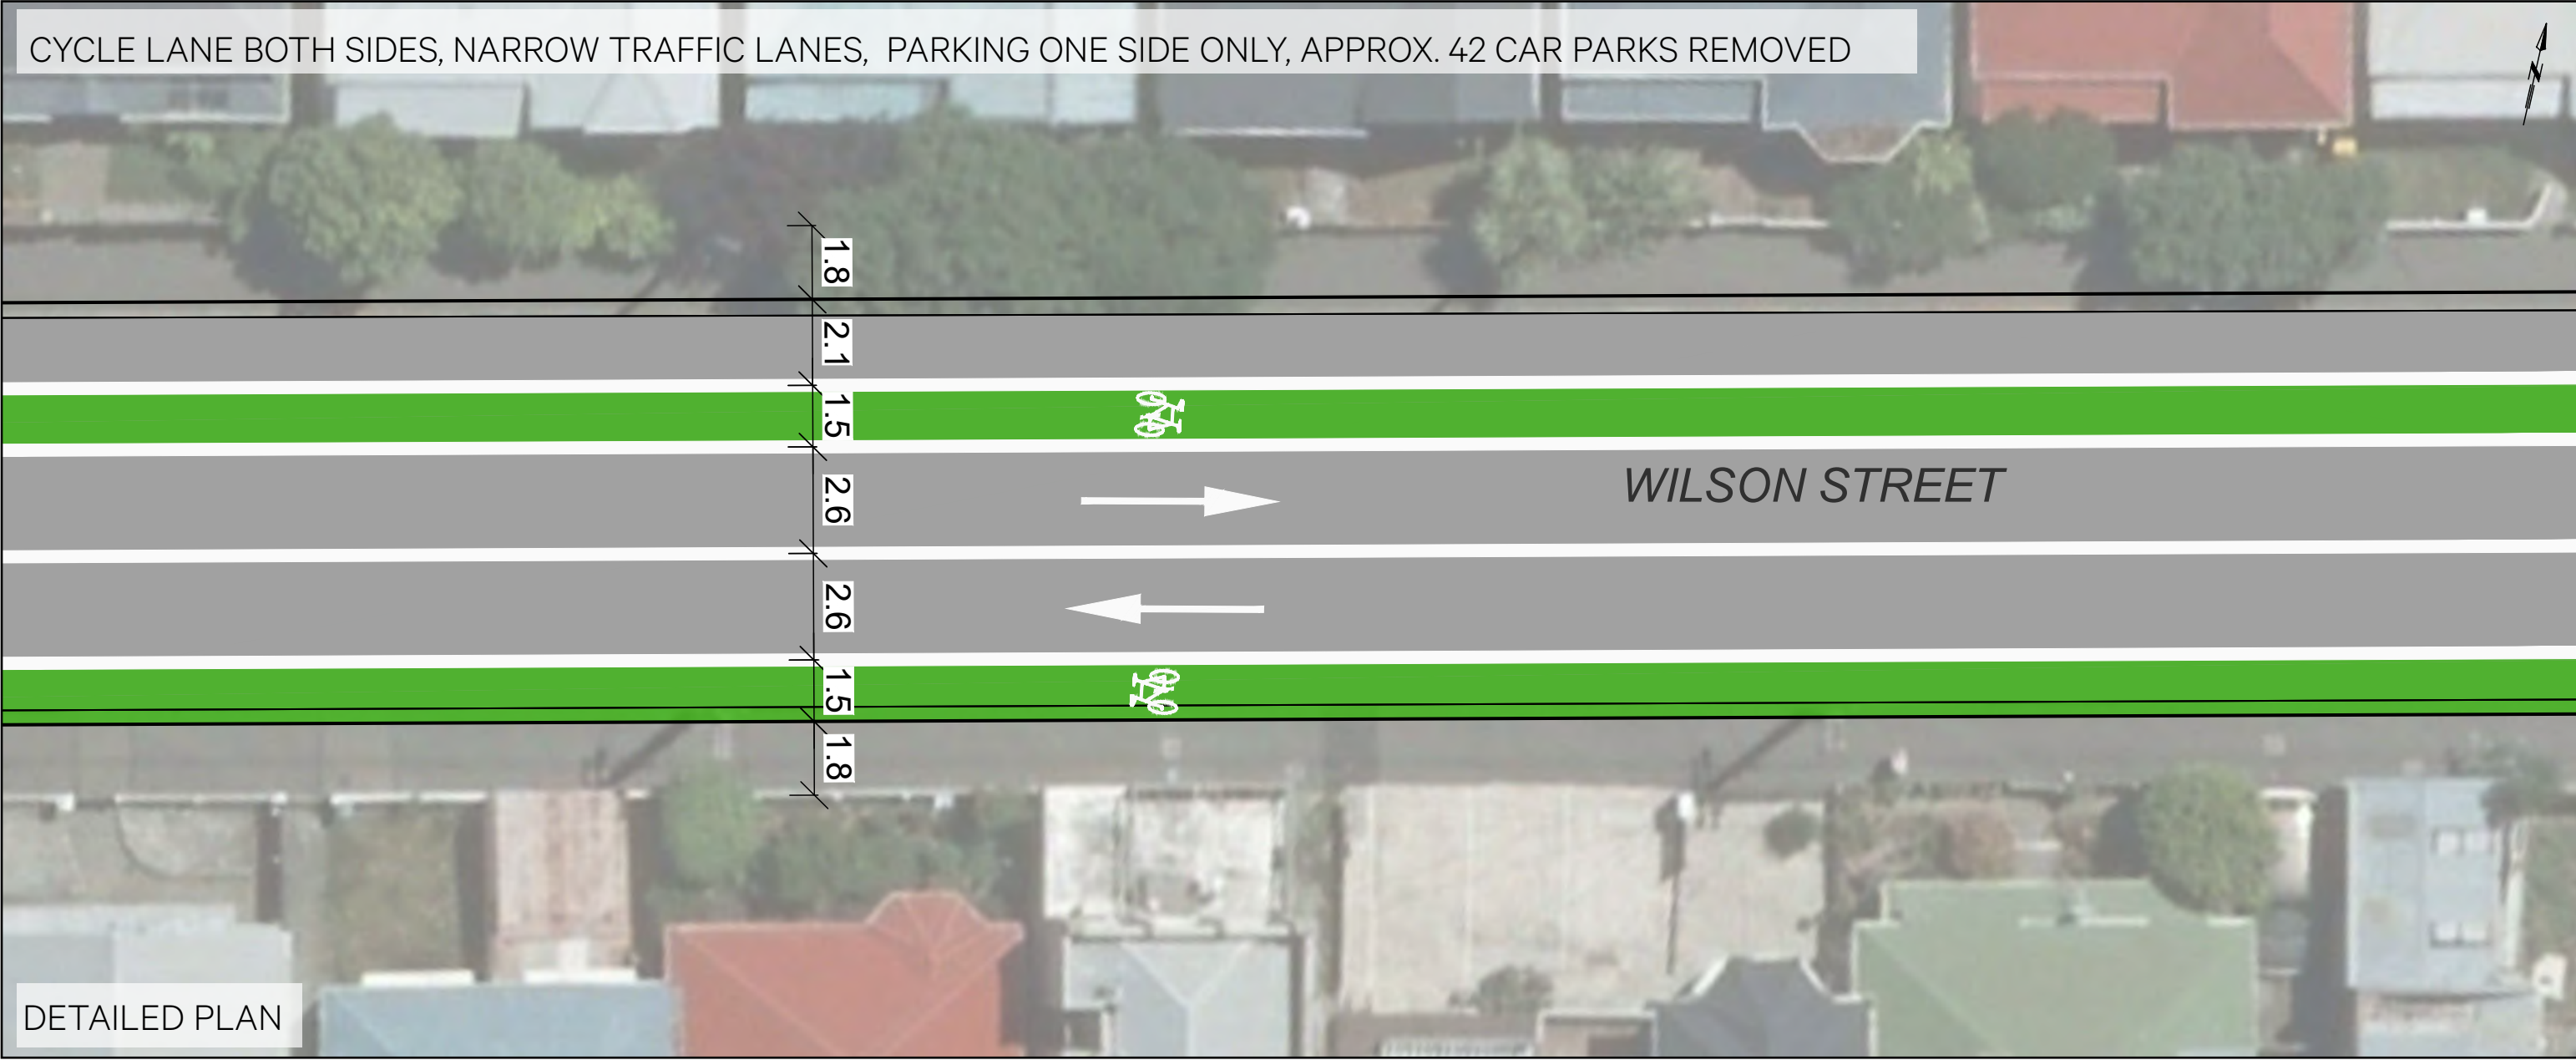 CYCLE LANE BOTH SIDES, NARROW TRAFFIC LANES, PARKING ONE SIDE ONLY, APPROX. 42 CAR PARKS REMOVED
N
1.8
2.1
1.5
2.6
WILSON STREET
2.6
1.5
1.8
DETAILED PLAN